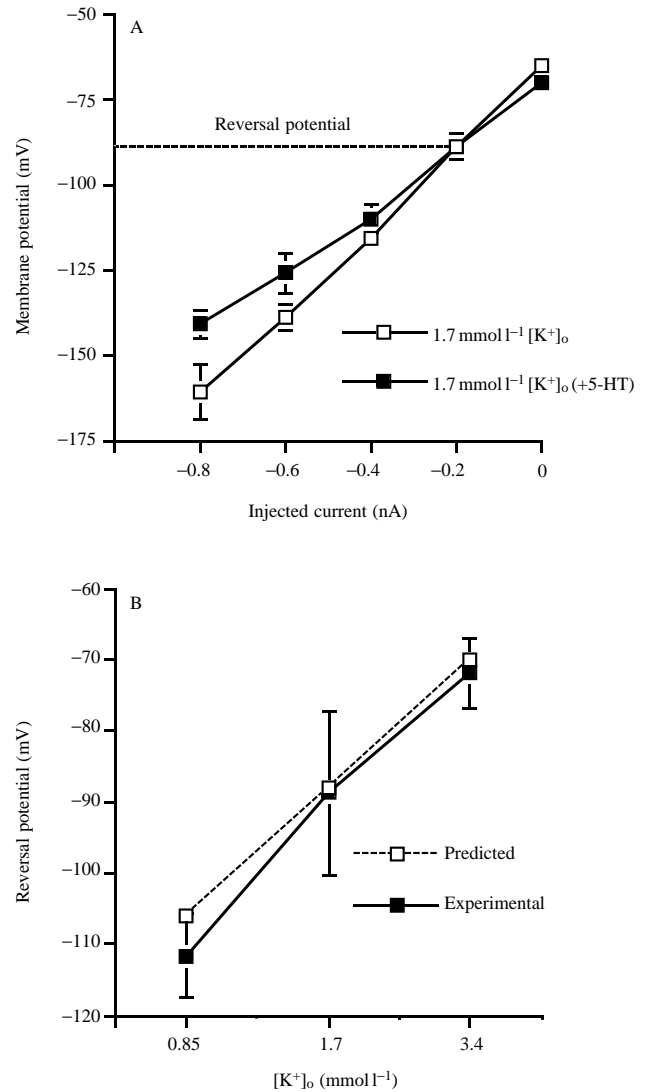 −50
A
−75
Reversal potential
−100
−125
−150
−175
Membrane potential (mV)
1.7 mmol l⁻¹ [K⁺]ₒ
1.7 mmol l⁻¹ [K⁺]ₒ (+5-HT)
−0.8 −0.6 −0.4 −0.2 0
Injected current (nA)
−60
B
−70
−80
−90
−100
−110
−120
Reversal potential (mV)
Predicted
Experimental
0.85 1.7 3.4
[K⁺]ₒ (mmol l⁻¹)